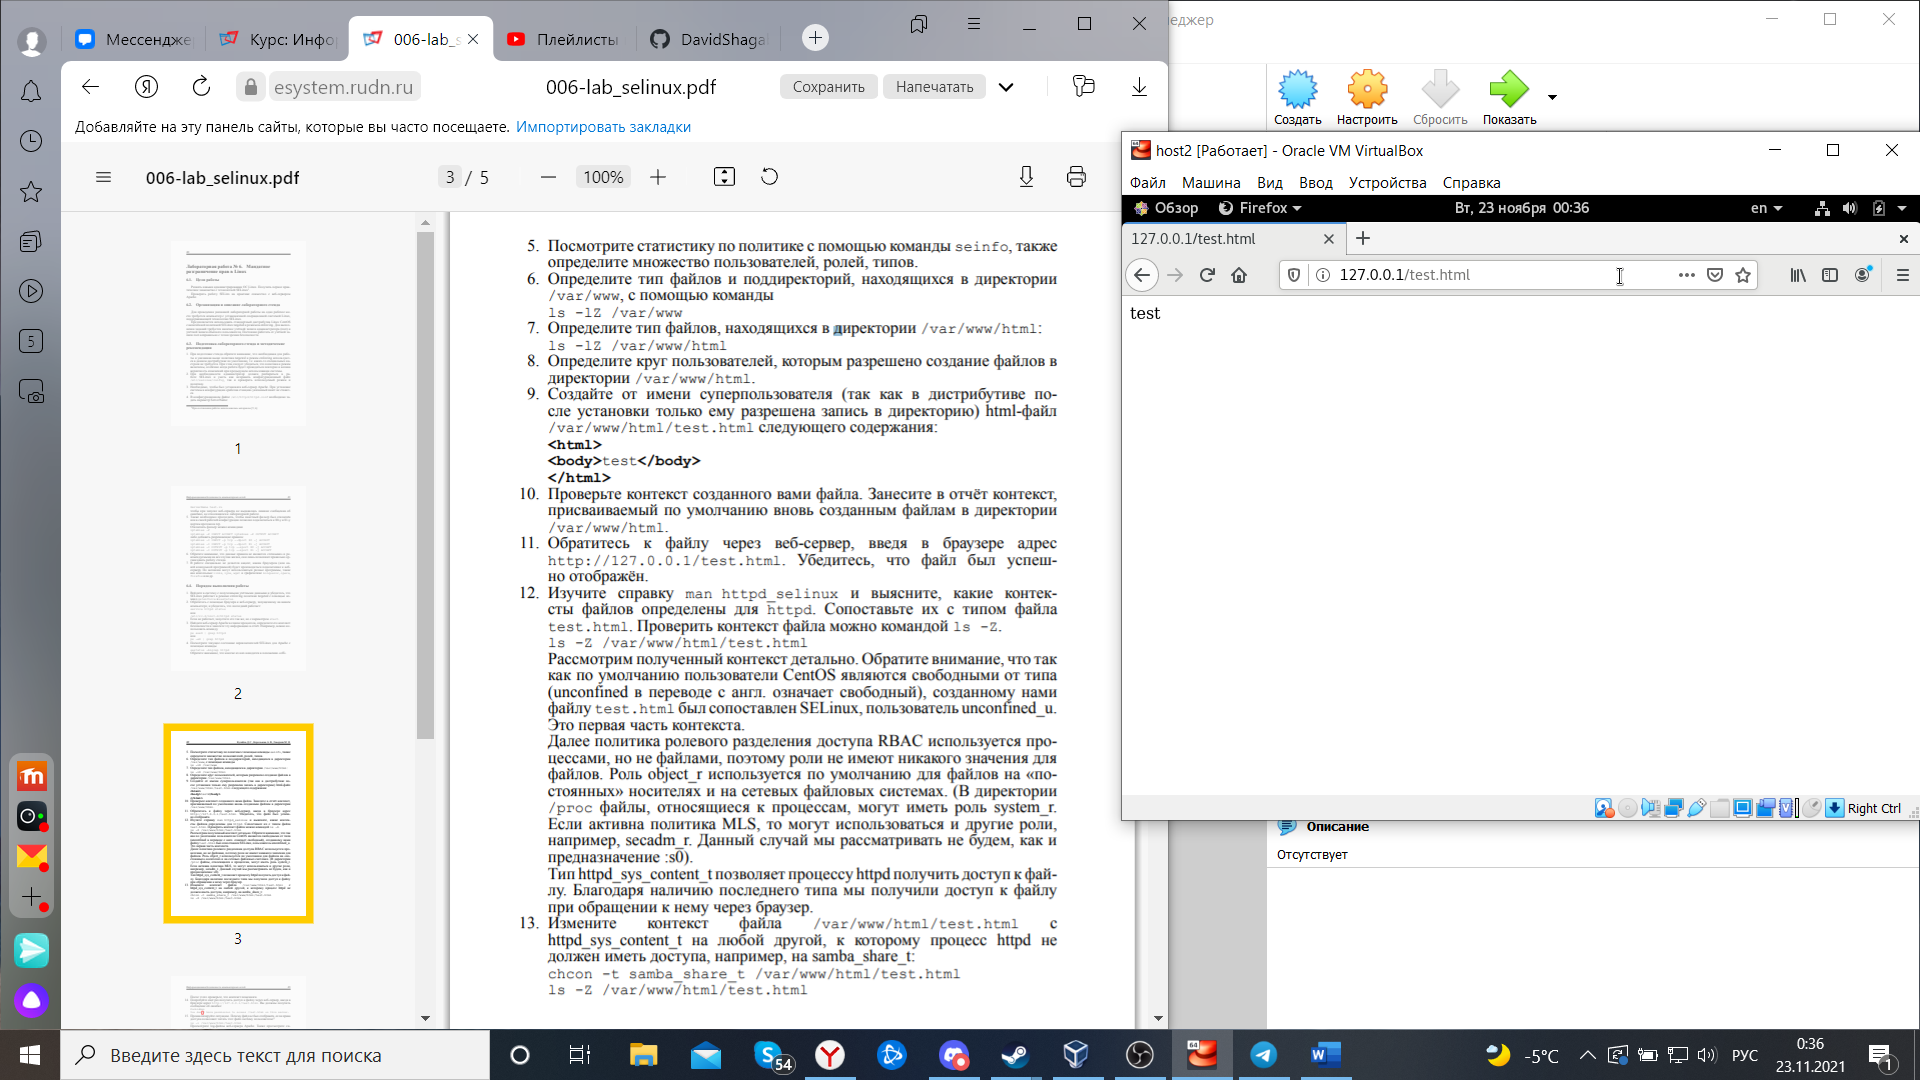 Мессендже
Курс: Инфо
006-lab_s
Плейлисты
DavidShaga
еджер
esystem.rudn.ru
006-lab_selinux.pdf
Сохранить
Напечатать
Добавляйте на эту панель сайты, которые вы часто посещаете. Импортировать закладки
Создать
Настроить
Сбросить
Показать
006-lab_selinux.pdf
3 / 5
100%
5
1
2
3
5. Посмотрите статистику по политике с помощью команды seinfo, также
определите множество пользователей, ролей, типов.
6. Определите тип файлов и поддиректорий, находящихся в директории
/var/www, с помощью команды
ls -lZ /var/www
7. Определите тип файлов, находящихся в директории /var/www/html:
ls -lZ /var/www/html
8. Определите круг пользователей, которым разрешено создание файлов в
директории /var/www/html.
9. Создайте от имени суперпользователя (так как в дистрибутиве по-
сле установки только ему разрешена запись в директорию) html-файл
/var/www/html/test.html следующего содержания:
<html>
<body>test</body>
</html>
10. Проверьте контекст созданного вами файла. Занесите в отчёт контекст,
присваиваемый по умолчанию вновь созданным файлам в директории
/var/www/html.
11. Обратитесь к файлу через веб-сервер, введя в браузере адрес
http://127.0.0.1/test.html. Убедитесь, что файл был успеш-
но отображён.
12. Изучите справку man httpd_selinux и выясните, какие контек-
сты файлов определены для httpd. Сопоставьте их с типом файла
test.html. Проверить контекст файла можно командой ls -Z.
ls -Z /var/www/html/test.html
Рассмотрим полученный контекст детально. Обратите внимание, что так
как по умолчанию пользователи CentOS являются свободными от типа
(unconfined в переводе с англ. означает свободный), созданному нами
файлу test.html был сопоставлен SELinux, пользователь unconfined_u.
Это первая часть контекста.
Далее политика ролевого разделения доступа RBAC используется про-
цессами, но не файлами, поэтому роли не имеют никакого значения для
файлов. Роль object_r используется по умолчанию для файлов на «по-
стоянных» носителях и на сетевых файловых системах. (В директории
/proc файлы, относящиеся к процессам, могут иметь роль system_r.
Если активна политика MLS, то могут использоваться и другие роли,
например, secadm_r. Данный случай мы рассматривать не будем, как и
предназначение :s0).
Тип httpd_sys_content_t позволяет процессу httpd получить доступ к фай-
лу. Благодаря наличию последнего типа мы получили доступ к файлу
при обращении к нему через браузер.
13. Измените контекст файла /var/www/html/test.html с
httpd_sys_content_t на любой другой, к которому процесс httpd не
должен иметь доступа, например, на samba_share_t:
chcon -t samba_share_t /var/www/html/test.html
ls -Z /var/www/html/test.html
host2 [Работает] - Oracle VM VirtualBox
Файл Машина Вид Ввод Устройства Справка
Обзор
Firefox
Вт, 23 ноября 00:36
en
127.0.0.1/test.html
127.0.0.1/test.html
test
Right Ctrl
Описание
Отсутствует
Введите здесь текст для поиска
54
64
-5°C
РУС
0:36
23.11.2021
1